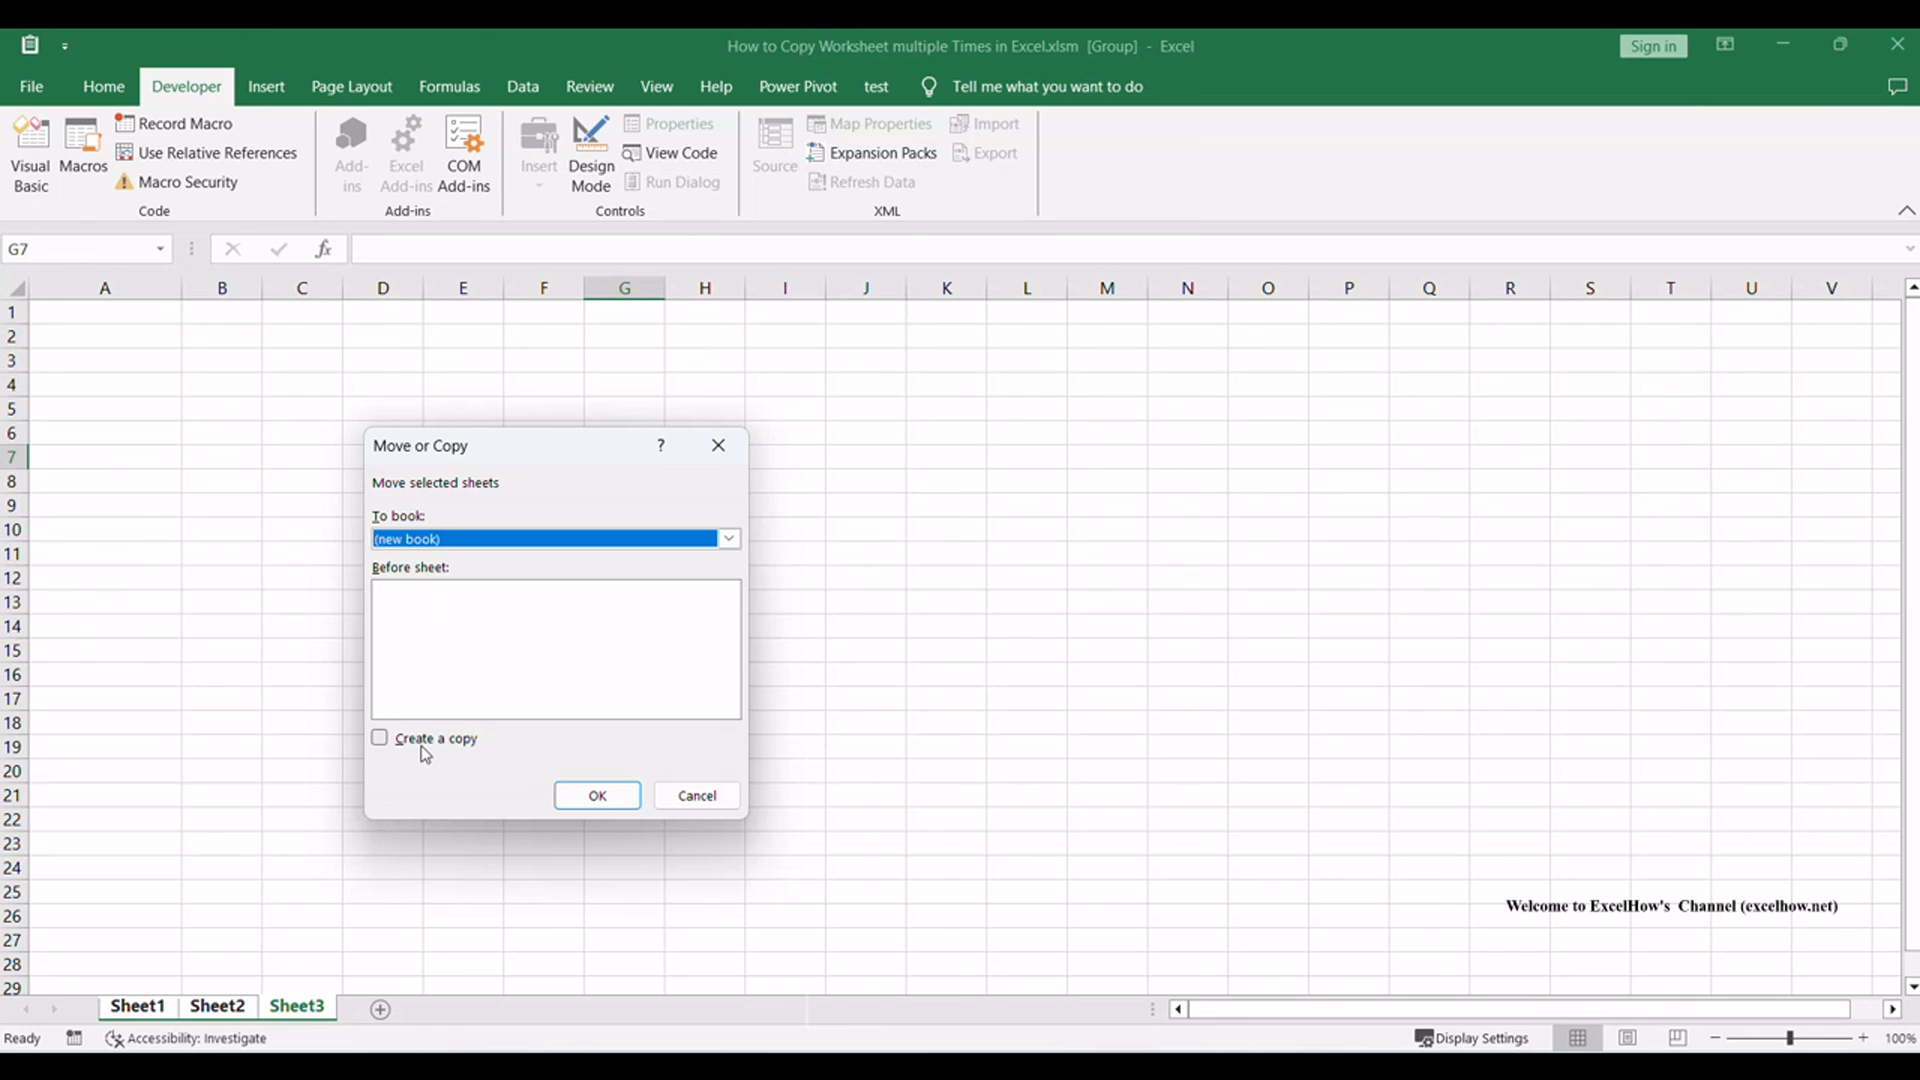 How to Copy Worksheet multiple Times in Excel.xlsm [Group] - Excel
Sign in
File Home Developer Insert Page Layout Formulas Data Review View Help Power Pivot test Tell me what you want to do
Visual Basic
Macros
Record Macro
Use Relative References
Macro Security
Code
Add-ins
Excel Add-ins
COM Add-ins
Add-ins
Insert
Design Mode
Properties
View Code
Run Dialog
Controls
Source
Map Properties
Expansion Packs
Refresh Data
Import
Export
XML
G7
fx
A B C D E F G H I J K L M N O P Q R S T U V
1
2
3
4
5
6
7
8
9
10
11
12
13
14
15
16
17
18
19
20
21
22
23
24
25
26
27
28
29
Move or Copy ?
Move selected sheets
To book:
(new book)
Before sheet:
Create a copy
OK Cancel
Welcome to ExcelHow's Channel (excelhow.net)
Sheet1 Sheet2 Sheet3
Ready Accessibility: Investigate Display Settings 100%